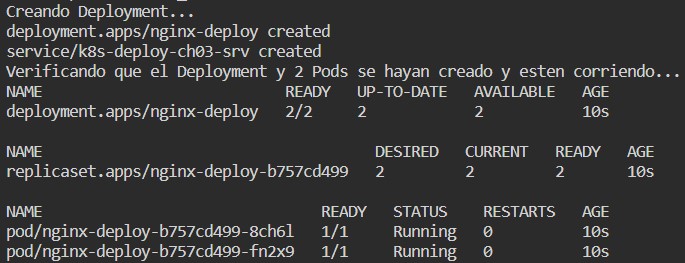 Creando Deployment...
deployment.apps/nginx-deploy created
service/k8s-deploy-ch03-srv created
Verificando que el Deployment y 2 Pods se hayan creado y esten corriendo...
NAME READY UP-TO-DATE AVAILABLE AGE
deployment.apps/nginx-deploy 2/2 2 2 10s
NAME DESIRED CURRENT READY AGE
replicaset.apps/nginx-deploy-b757cd499 2 2 2 10s
NAME READY STATUS RESTARTS AGE
pod/nginx-deploy-b757cd499-8ch6l 1/1 Running 0 10s
pod/nginx-deploy-b757cd499-fn2x9 1/1 Running 0 10s